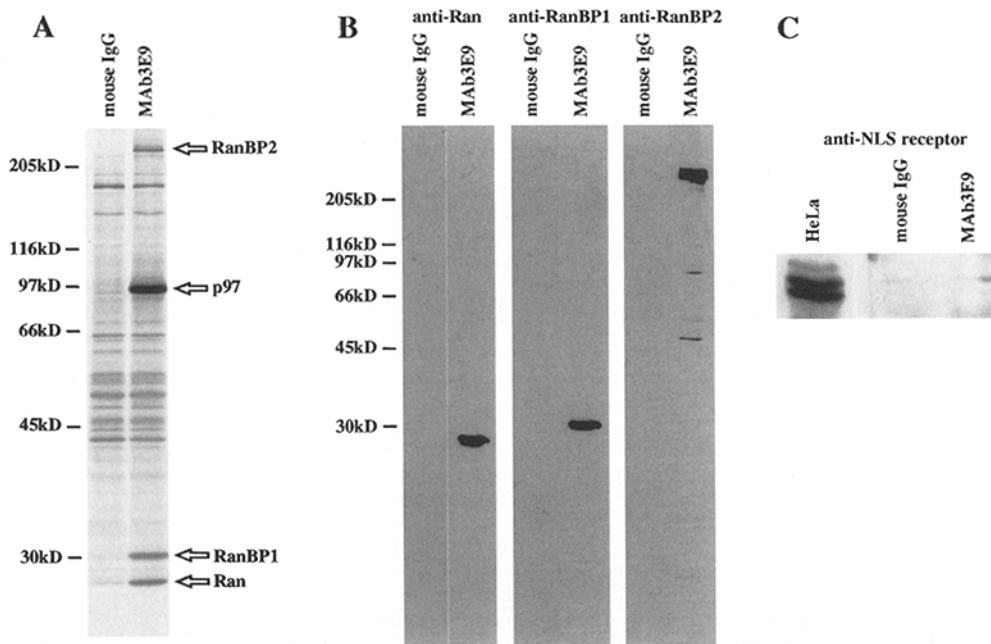 A
mouse IgG
MAb3E9
205kD
116kD
97kD
66kD
45kD
30kD
RanBP2
p97
RanBP1
Ran
B
anti-Ran
anti-RanBP1
anti-RanBP2
mouse IgG
MAb3E9
mouse IgG
MAb3E9
mouse IgG
MAb3E9
205kD
116kD
97kD
66kD
45kD
30kD
C
anti-NLS receptor
HeLa
mouse IgG
MAb3E9